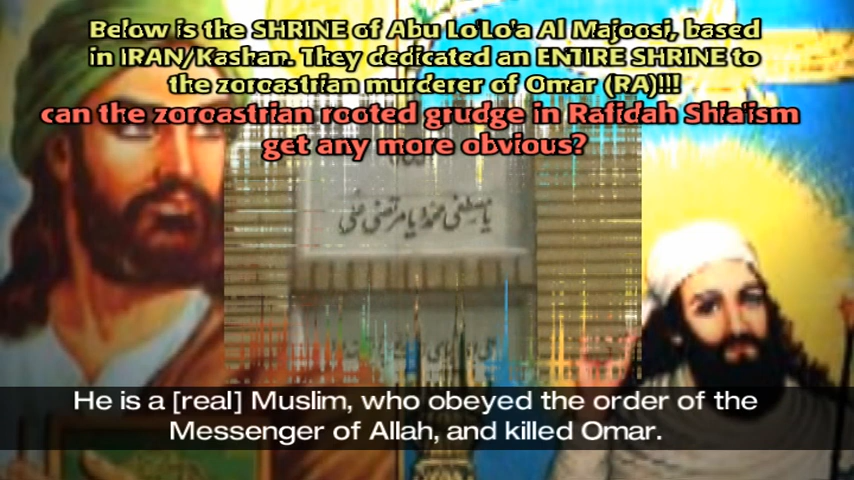 Below is the SHRINE of Abu Lo'Lo'a Al Majoosi, based
in IRAN/Kashan. They dedicated an ENTIRE SHRINE to
the zoroastrian murderer of Omar (RA)!!!
can the zoroastrian rooted grudge in Rafidah Shia'ism
get any more obvious?
یا مصطفی محمد یا مرتضی علی
He is a [real] Muslim, who obeyed the order of the
Messenger of Allah, and killed Omar.